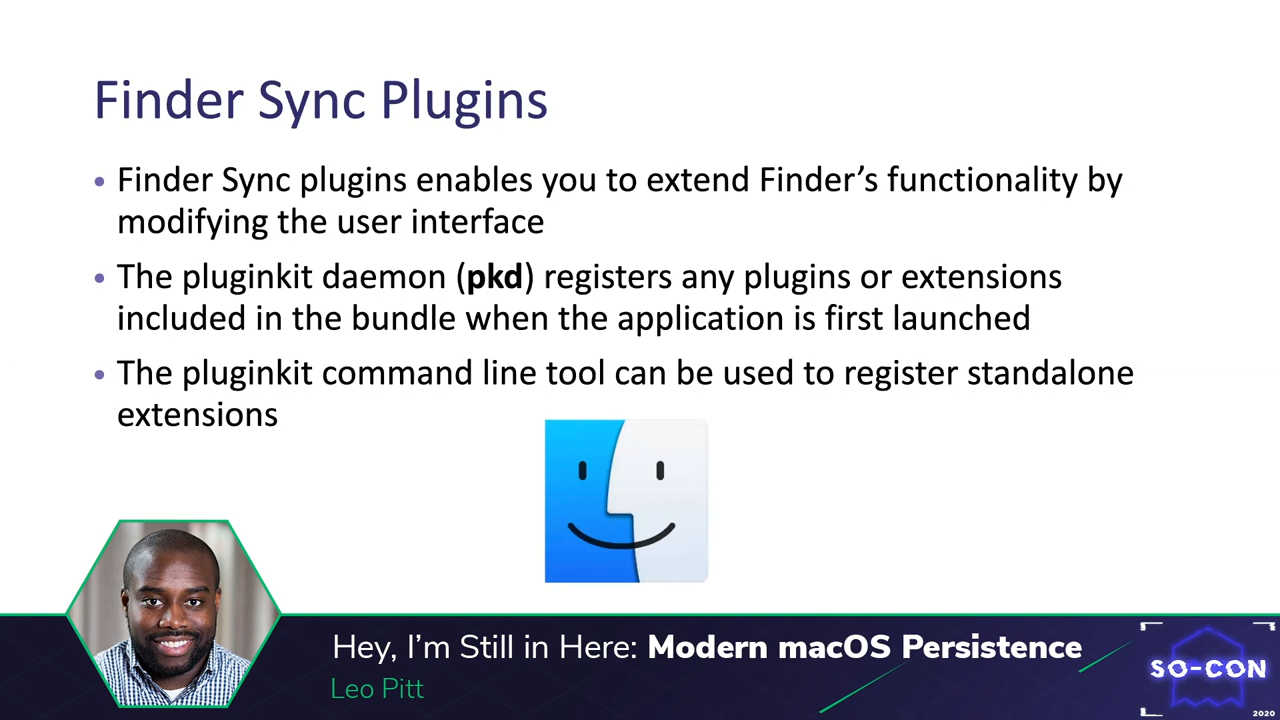 Finder Sync Plugins
• Finder Sync plugins enables you to extend Finder’s functionality by
modifying the user interface
• The pluginkit daemon (pkd) registers any plugins or extensions
included in the bundle when the application is first launched
• The pluginkit command line tool can be used to register standalone
extensions
Hey, I’m Still in Here: Modern macOS Persistence
Leo Pitt
SO-CON
2020